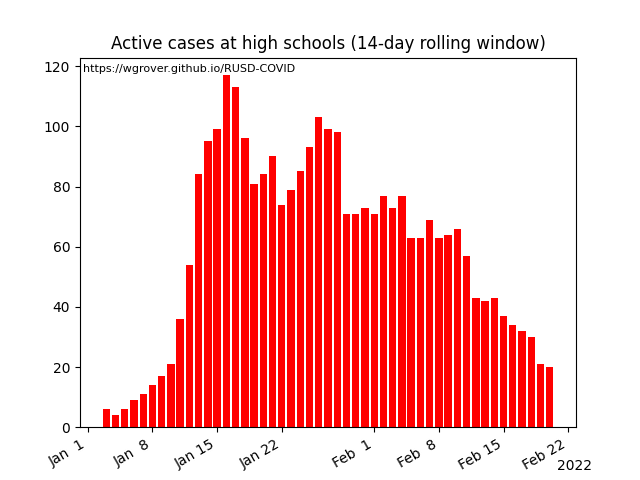 Active cases at high schools (14-day rolling window)
https://wgrover.github.io/RUSD-COVID
120
100
80
60
40
20
0
Jan 1
Jan 8
Jan 15
Jan 22
Feb 1
Feb 8
Feb 15
Feb 22
2022